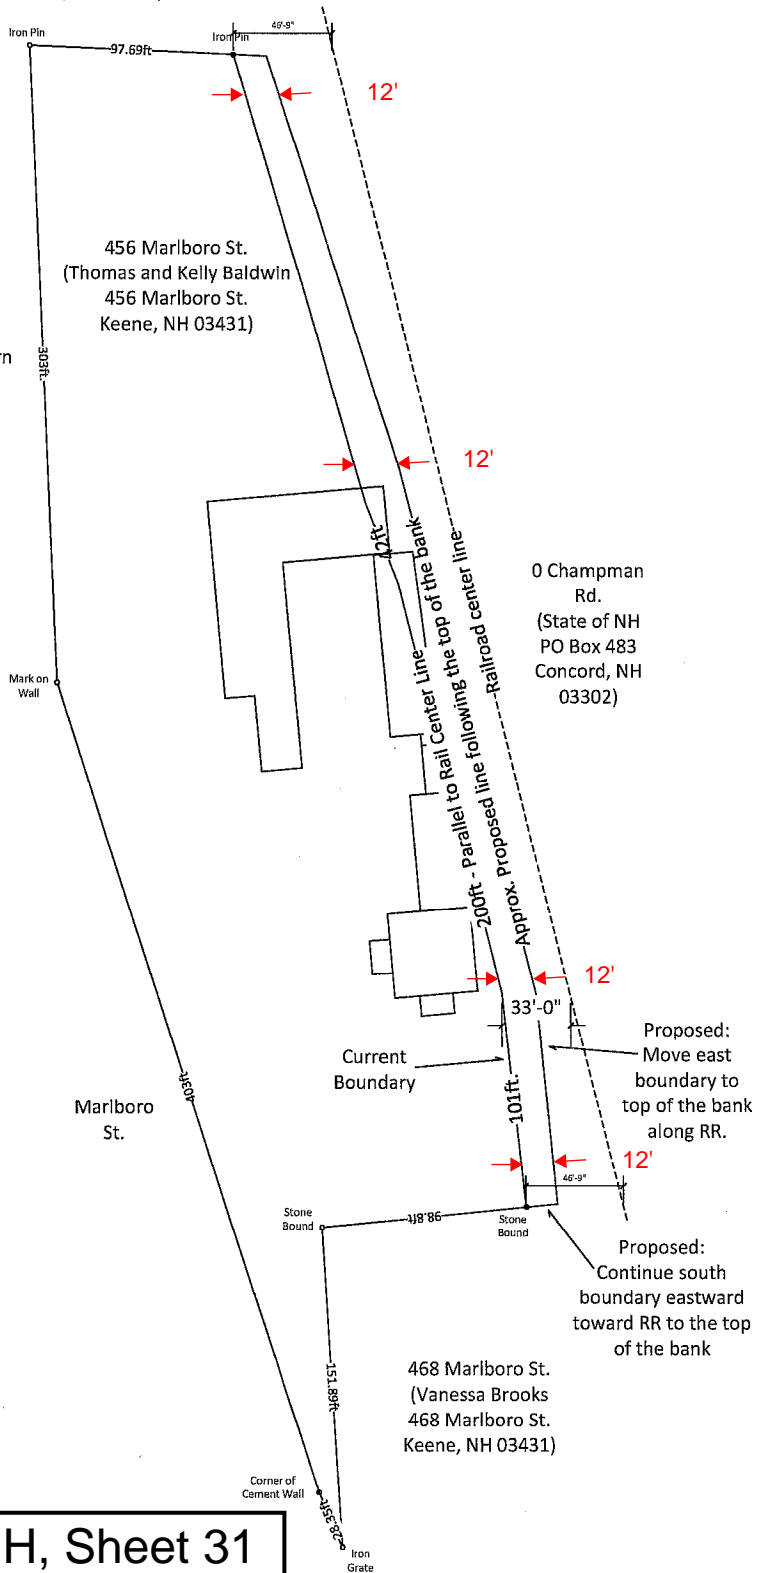 46'-9"
Iron Pin
Iron Pin
97.69ft
12'
456 Marlboro St.
(Thomas and Kelly Baldwin
456 Marlboro St.
Keene, NH 03431)
303ft.
12'
0 Champman
Rd.
(State of NH
PO Box 483
Concord, NH
03302)
200ft - Parallel to Rail Center Line
Approx. Proposed line following the top of the bank
Railroad center line
Mark on
Wall
12'
33'-0"
Current
Boundary
Proposed:
Move east
boundary to
top of the bank
along RR.
101ft.
403ft
Marlboro
St.
12'
46'-9"
98.8ft
Stone
Bound
Stone
Bound
Proposed:
Continue south
boundary eastward
toward RR to the top
of the bank
151.89ft
468 Marlboro St.
(Vanessa Brooks
468 Marlboro St.
Keene, NH 03431)
Corner of
Cement Wall
28.35ft
Iron
Grate
H, Sheet 31